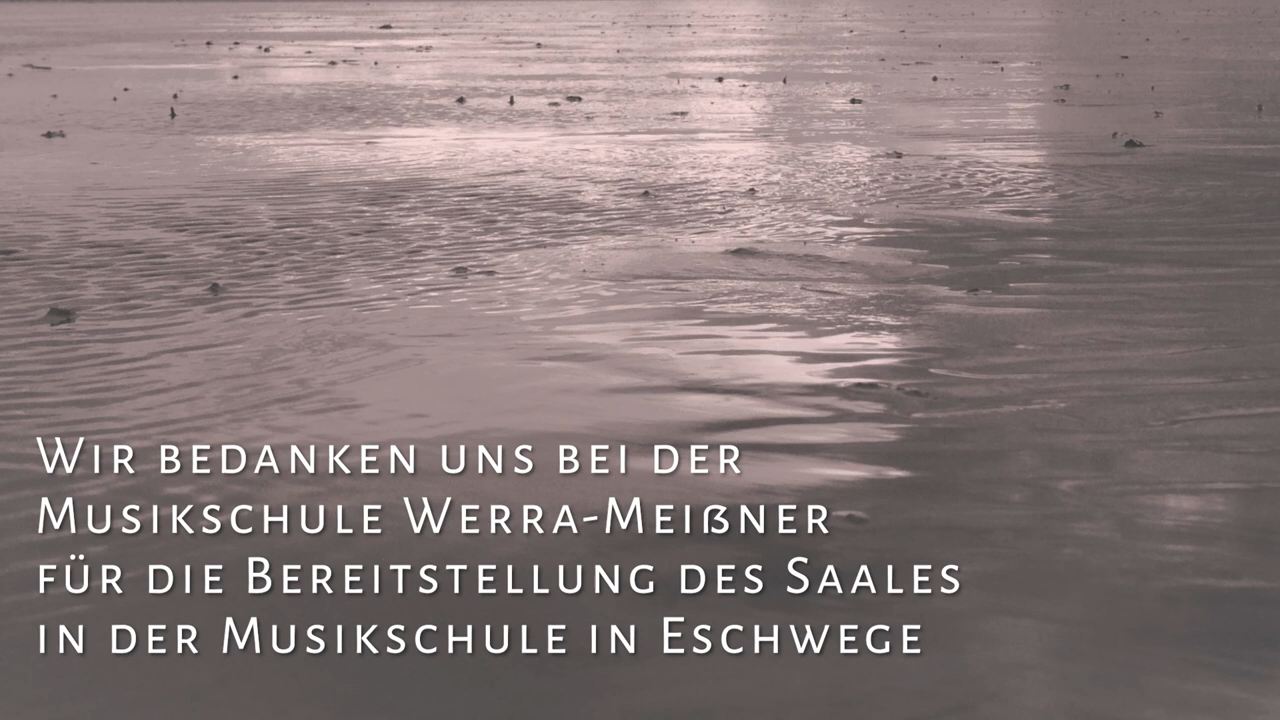 Wir bedanken uns bei der
Musikschule Werra-Meißner
für die Bereitstellung des Saales
in der Musikschule in Eschwege